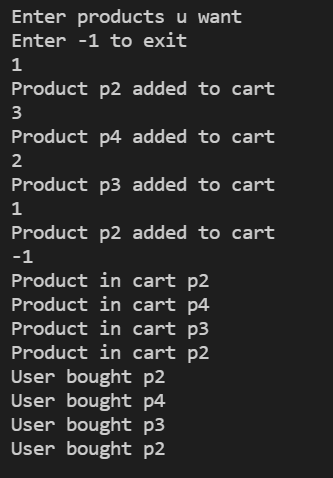 Enter products u want
Enter -1 to exit
1
Product p2 added to cart
3
Product p4 added to cart
2
Product p3 added to cart
1
Product p2 added to cart
-1
Product in cart p2
Product in cart p4
Product in cart p3
Product in cart p2
User bought p2
User bought p4
User bought p3
User bought p2